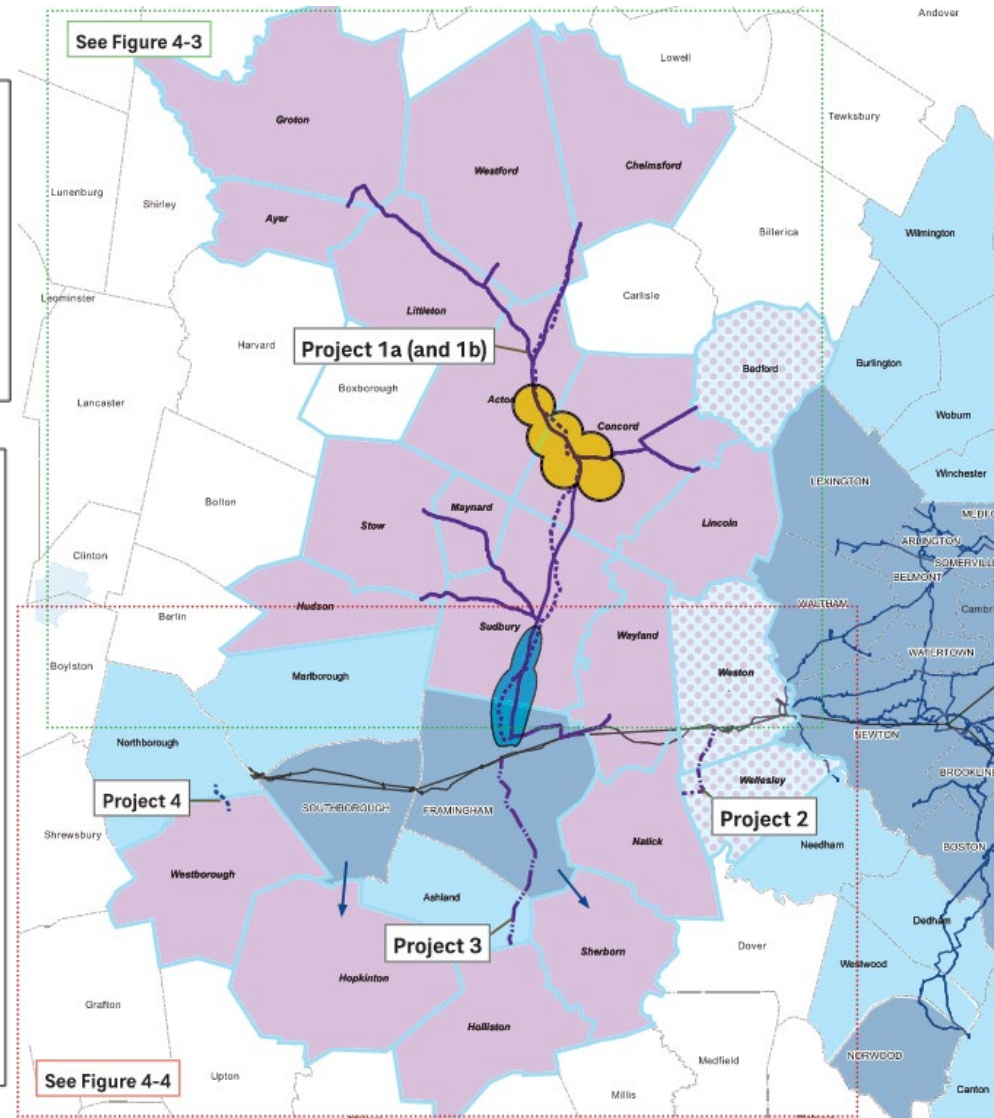 Andover
See Figure 4-3
Lowell
Tewksbury
Groton
Westford
Chelmsford
Lunenburg
Shirley
Ayer
Billerica
Wilmington
Leominster
Carlisle
Littleton
Harvard
Project 1a (and 1b)
Burlington
Bedford
Boxborough
Lancaster
Acton
Woburn
Concord
Winchester
LEXINGTON
Bolton
Maynard
Stow
Lincoln
MEDFO
ARLINGTON
Clinton
SOMERVILL
BELMONT
Hudson
WALTHAM
Cambr
Berlin
Sudbury
Wayland
WATERTOWN
Boylston
Marlborough
Weston
Northborough
NEWTON
BROOKLINE
Wellesley
Project 4
SOUTHBOROUGH
FRAMINGHAM
Project 2
Shrewsbury
Natick
Needham
BOSTON
Westborough
Ashland
Dedham
Project 3
Dover
Sherborn
Westwood
Hopkinton
Grafton
Holliston
NORWOOD
Medfield
See Figure 4-4
Upton
Millis
Canton